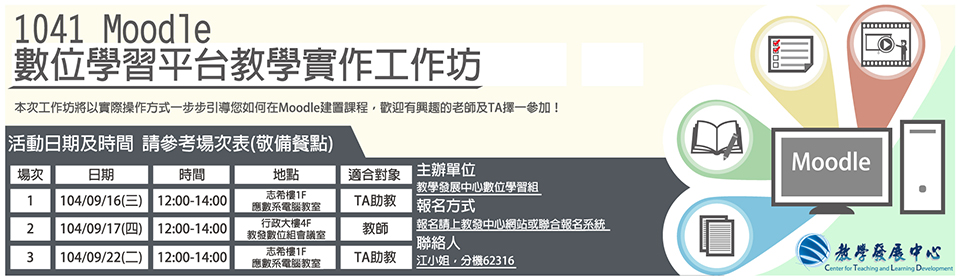 1041 Moodle
數位學習平台教學實作工作坊
本次工作坊將以實際操作方式一步步引導您如何在Moodle建置課程，歡迎有興趣的老師及TA擇一參加！
活動日期及時間 請參考場次表(敬備餐點)
場次 日期 時間 地點 適合對象
1 104/09/16(三) 12:00-14:00 志希樓1F 應數系電腦教室 TA助教
2 104/09/17(四) 12:00-14:00 行政大樓4F 教發數位組會議室 教師
3 104/09/22(二) 12:00-14:00 志希樓1F 應數系電腦教室 TA助教
主辦單位
教學發展中心數位學習組
報名方式
報名請上教發中心網站或聯合報名系統
聯絡人
江小姐，分機62316
Moodle
教學發展中心
Center for Teaching and Learning Development